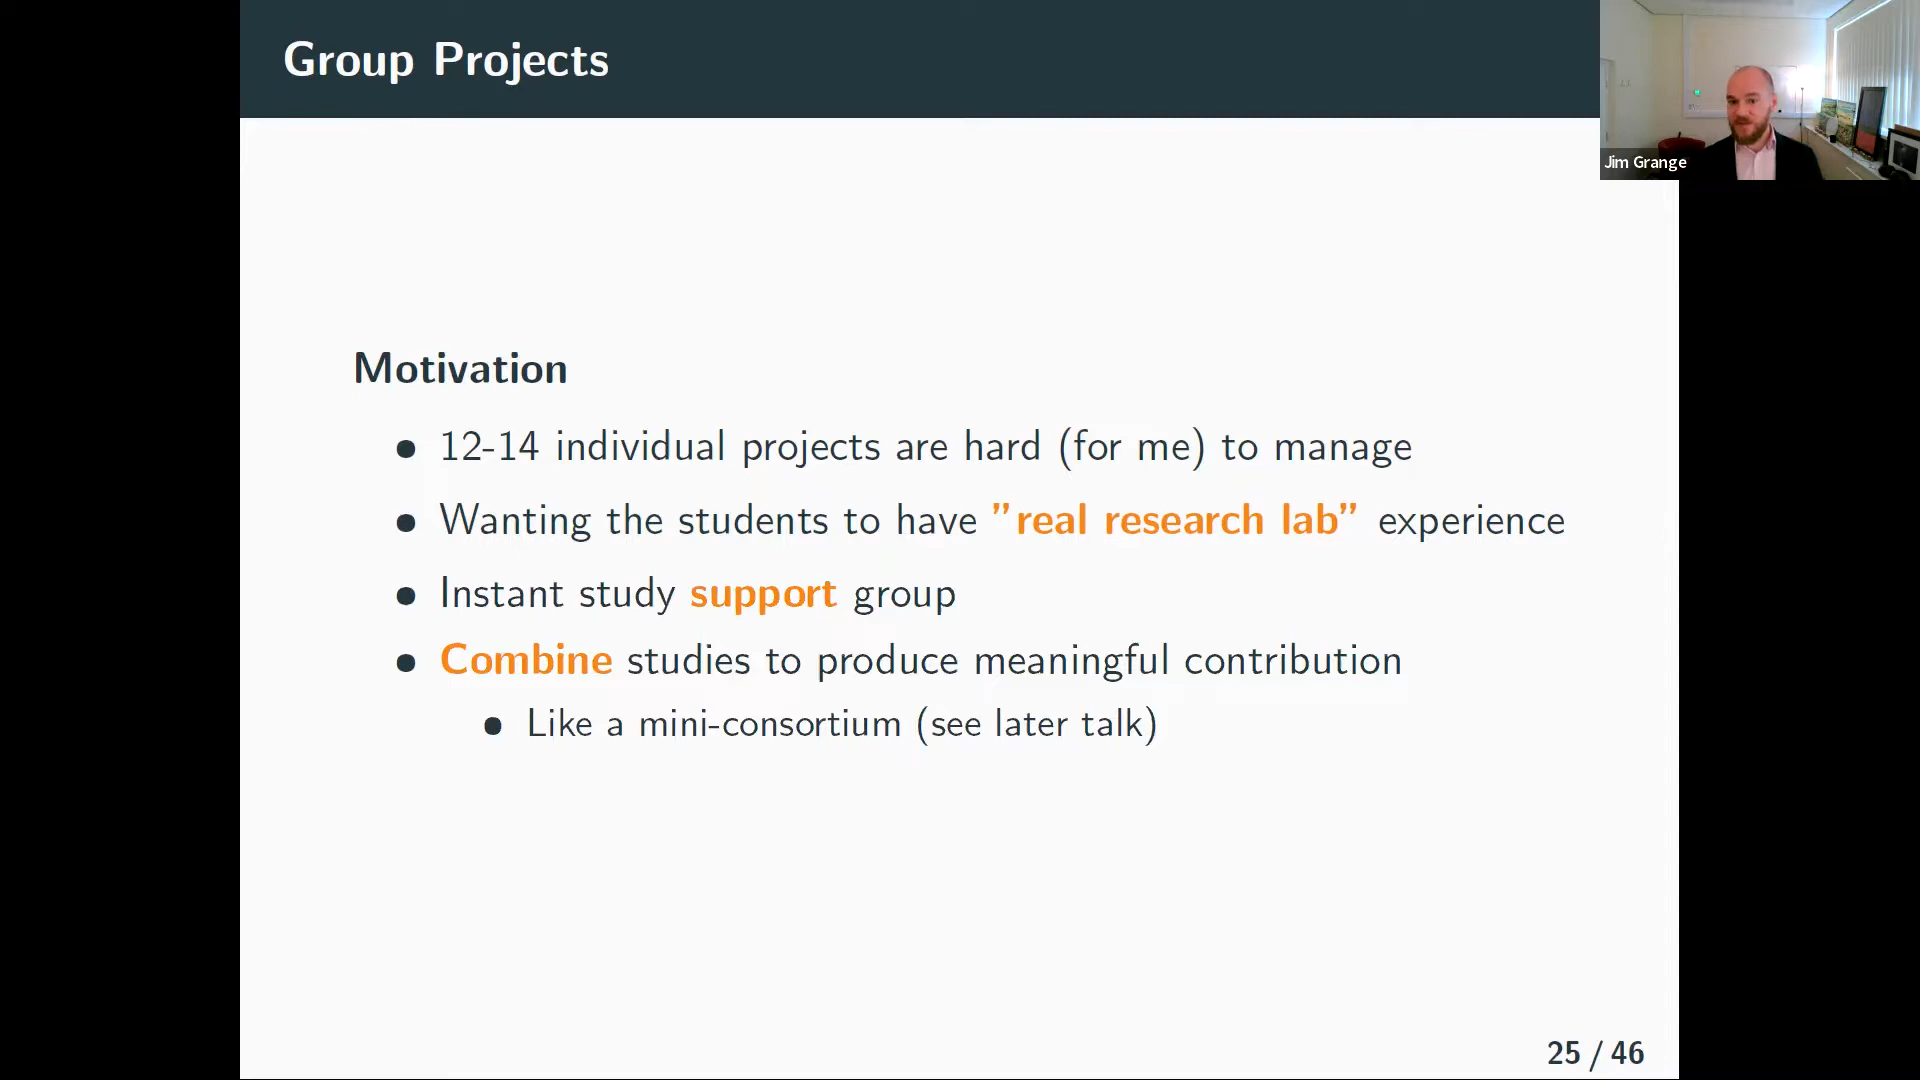 Group Projects
Jim Grange
Motivation
12-14 individual projects are hard (for me) to manage
Wanting the students to have ”real research lab” experience
Instant study support group
Combine studies to produce meaningful contribution
Like a mini-consortium (see later talk)
25 / 46